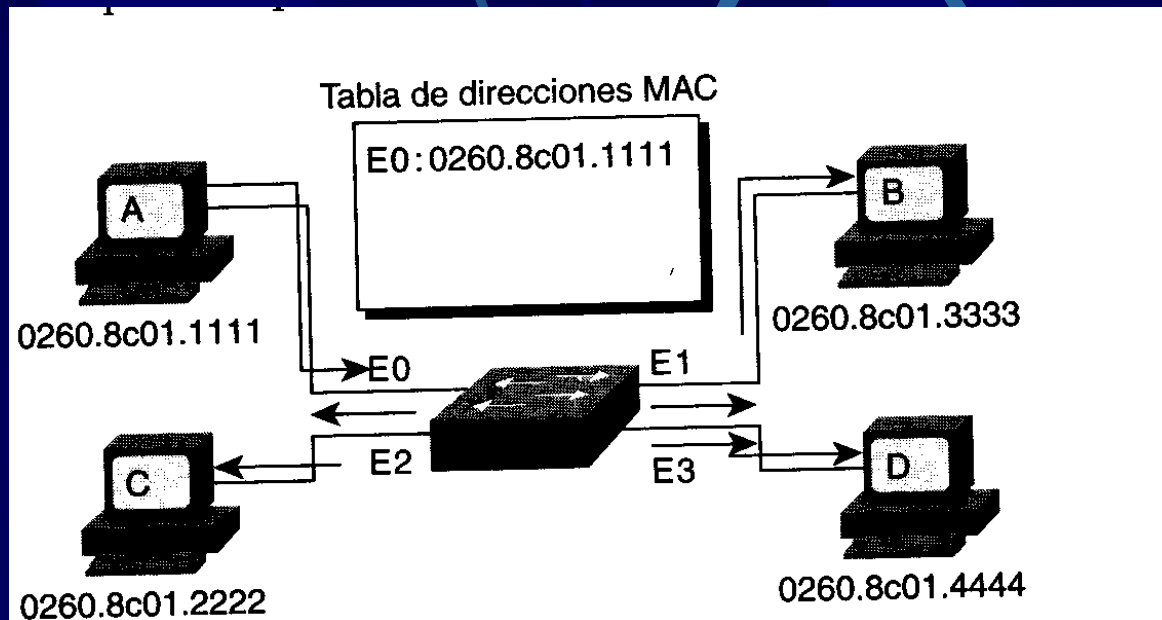 Tabla de direcciones MAC
E0:0260.8c01.1111
A
B
0260.8c01.1111
0260.8c01.3333
E0
E1
C
E2
E3
D
0260.8c01.2222
0260.8c01.4444